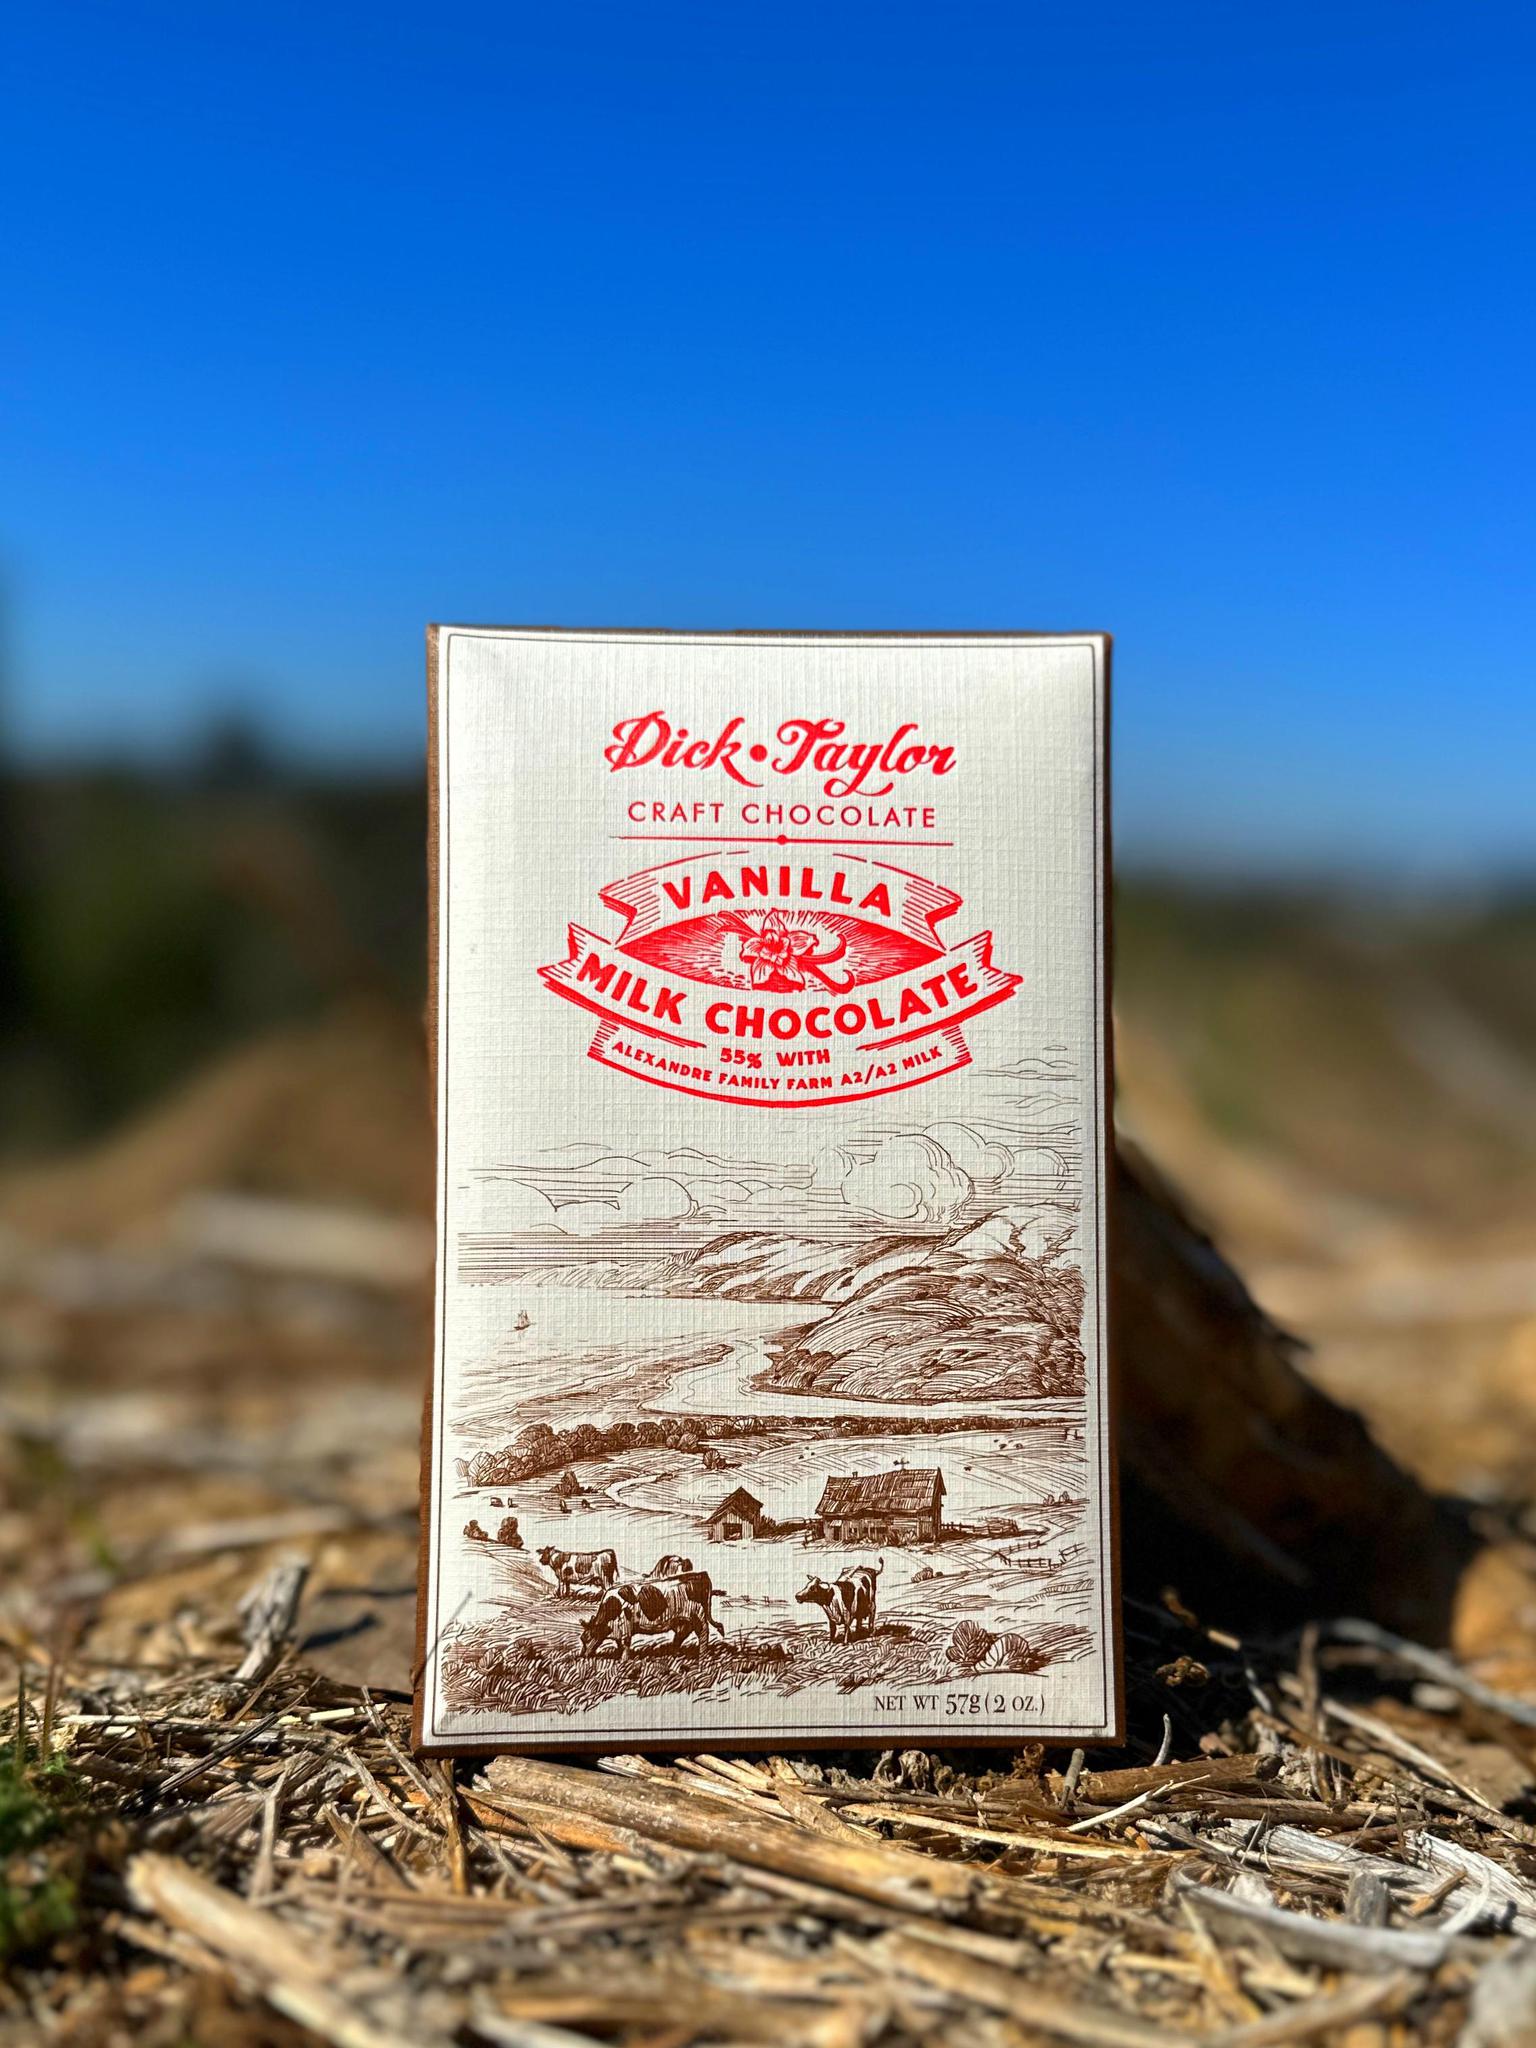 Dick • Taylor
CRAFT CHOCOLATE
VANILLA
MILK CHOCOLATE
55% WITH
ALEXANDRE FAMILY FARM A2/A2 MILK
NET WT 57g (2 OZ.)